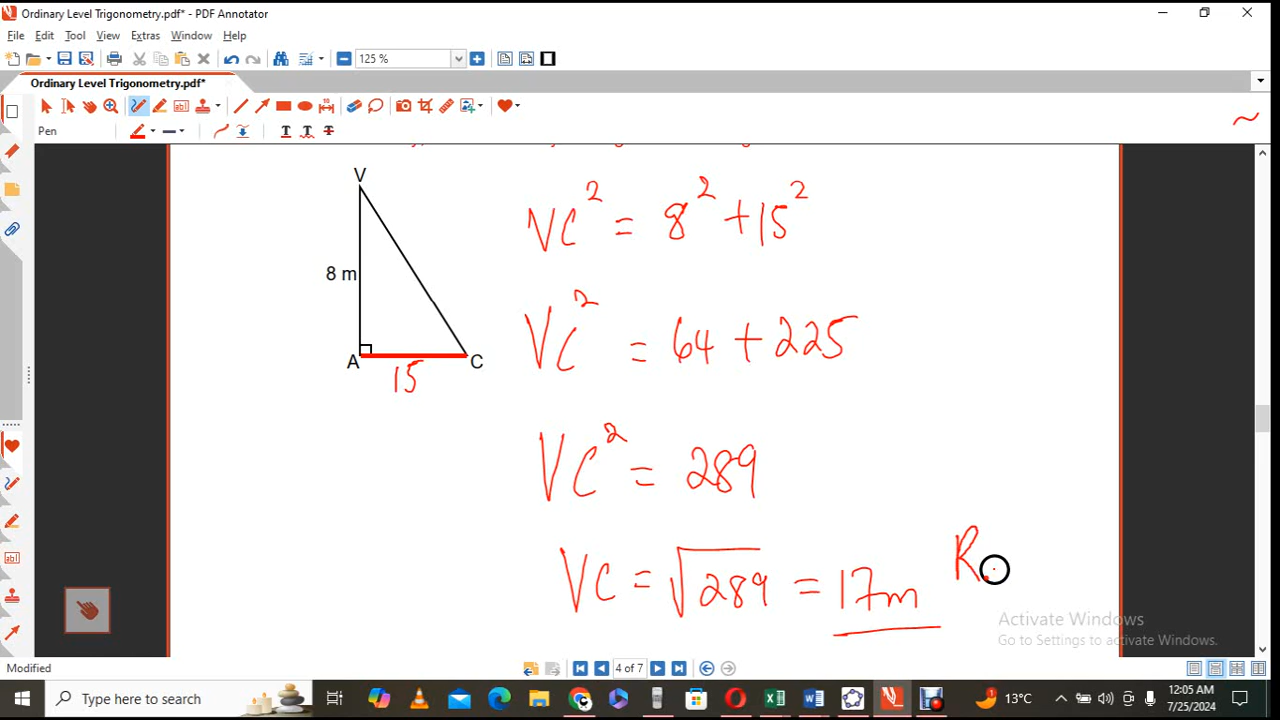 Ordinary Level Trigonometry.pdf* - PDF Annotator
File Edit Tool View Extras Window Help
125 %
Ordinary Level Trigonometry.pdf*
Pen
V
8 m
A
C
15
VC² = 8² + 15²
VC² = 64 + 225
VC² = 289
VC = √289 = 17m
R.
Activate Windows
Go to Settings to activate Windows.
4 of 7
Modified
Type here to search
13°C
12:05 AM
7/25/2024